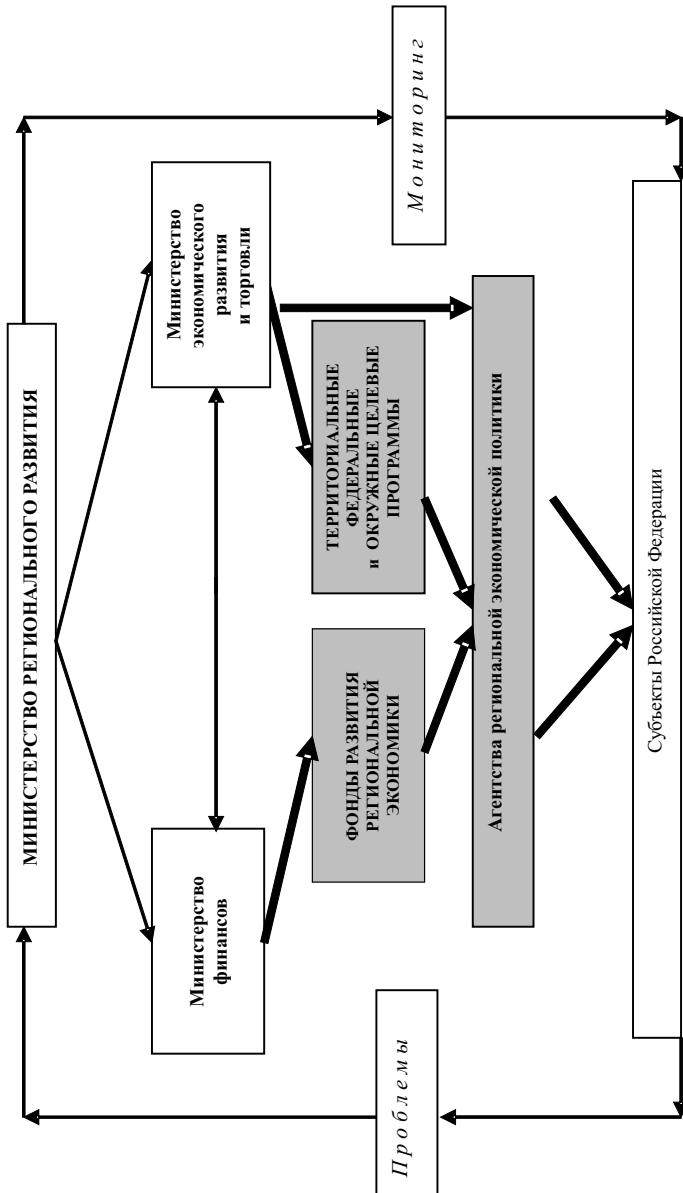 МИНИСТЕРСТВО РЕГИОНАЛЬНОГО РАЗВИТИЯ
Министерство
финансов
Министерство
экономического
развития
и торговли
ФОНДЫ РАЗВИТИЯ
РЕГИОНАЛЬНОЙ
ЭКОНОМИКИ
ТЕРРИТОРИАЛЬНЫЕ
ФЕДЕРАЛЬНЫЕ
и ОКРУЖНЫЕ ЦЕЛЕВЫЕ
ПРОГРАММЫ
Проблемы
Мониторинг
Агентства региональной экономической политики
Субъекты Российской Федерации